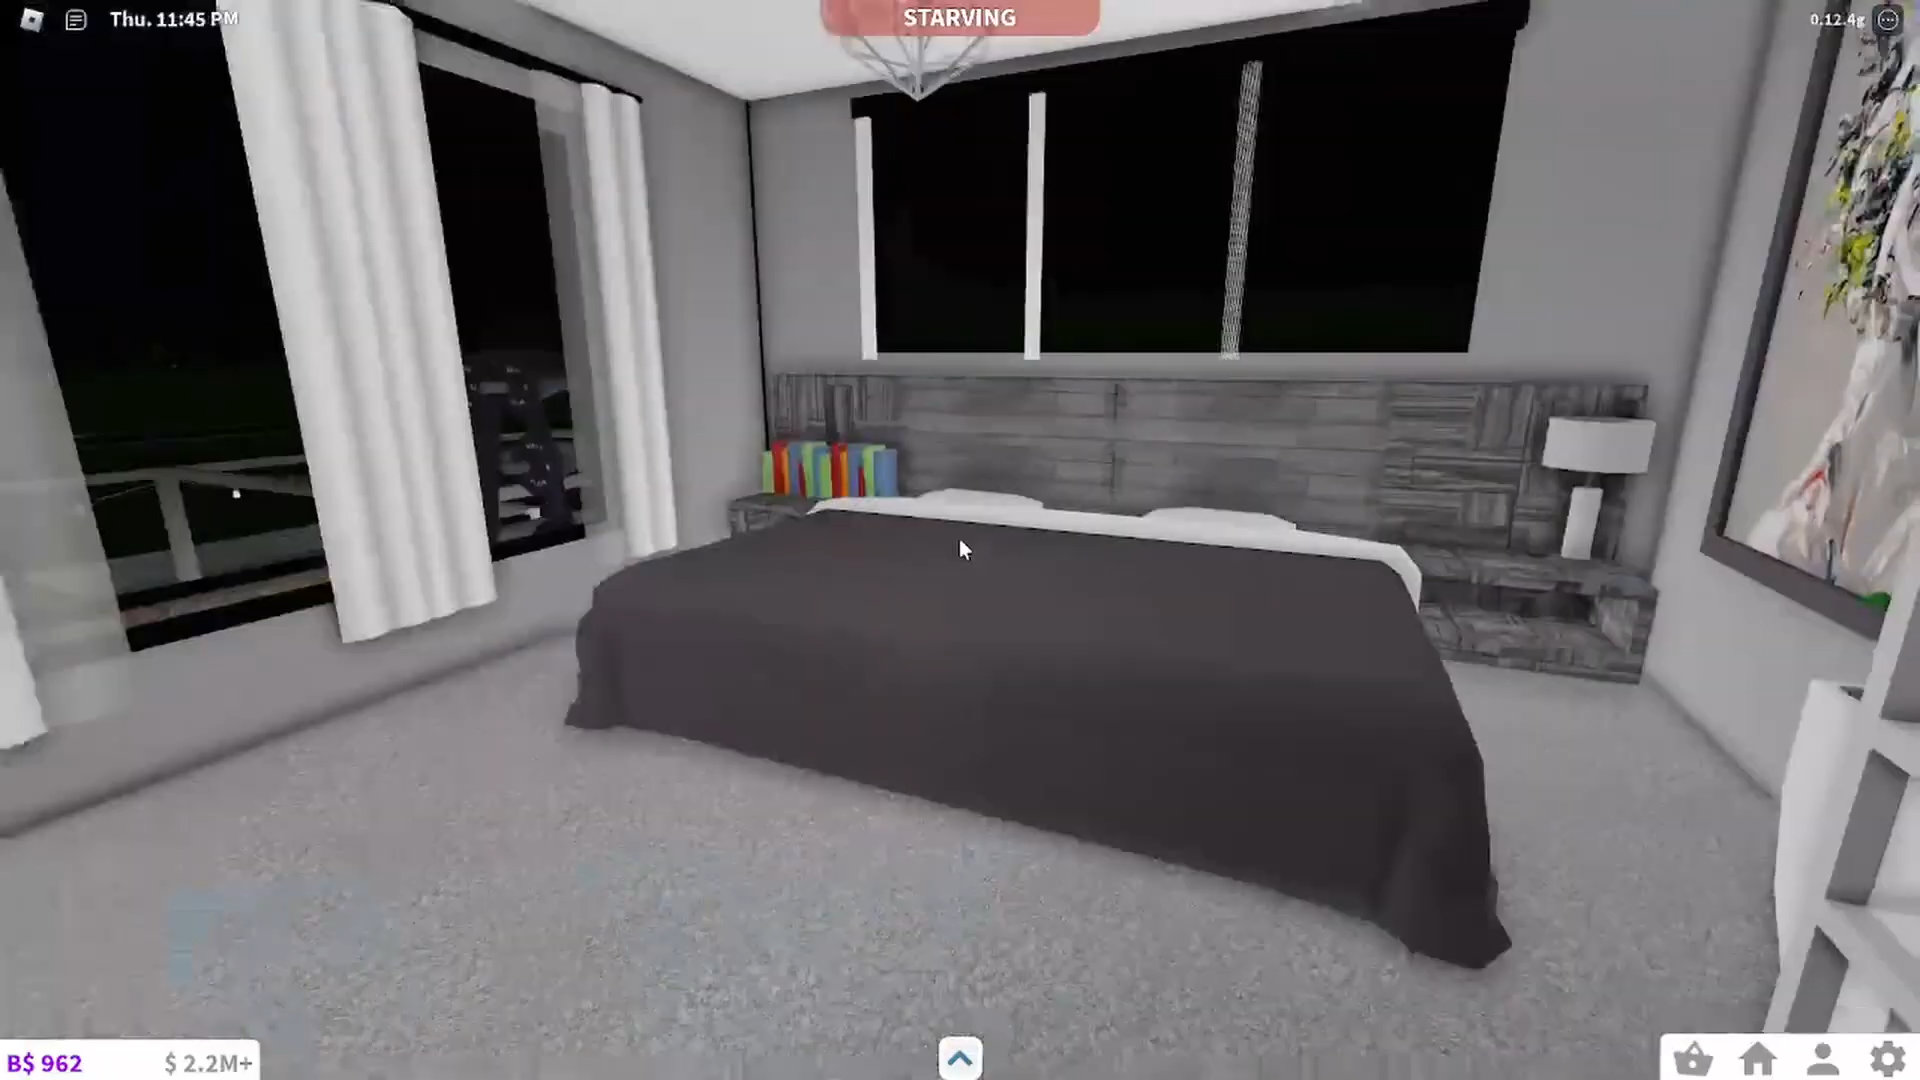 Thu. 11:45 PM
STARVING
0.12.4g
B$ 962
$ 2.2M+